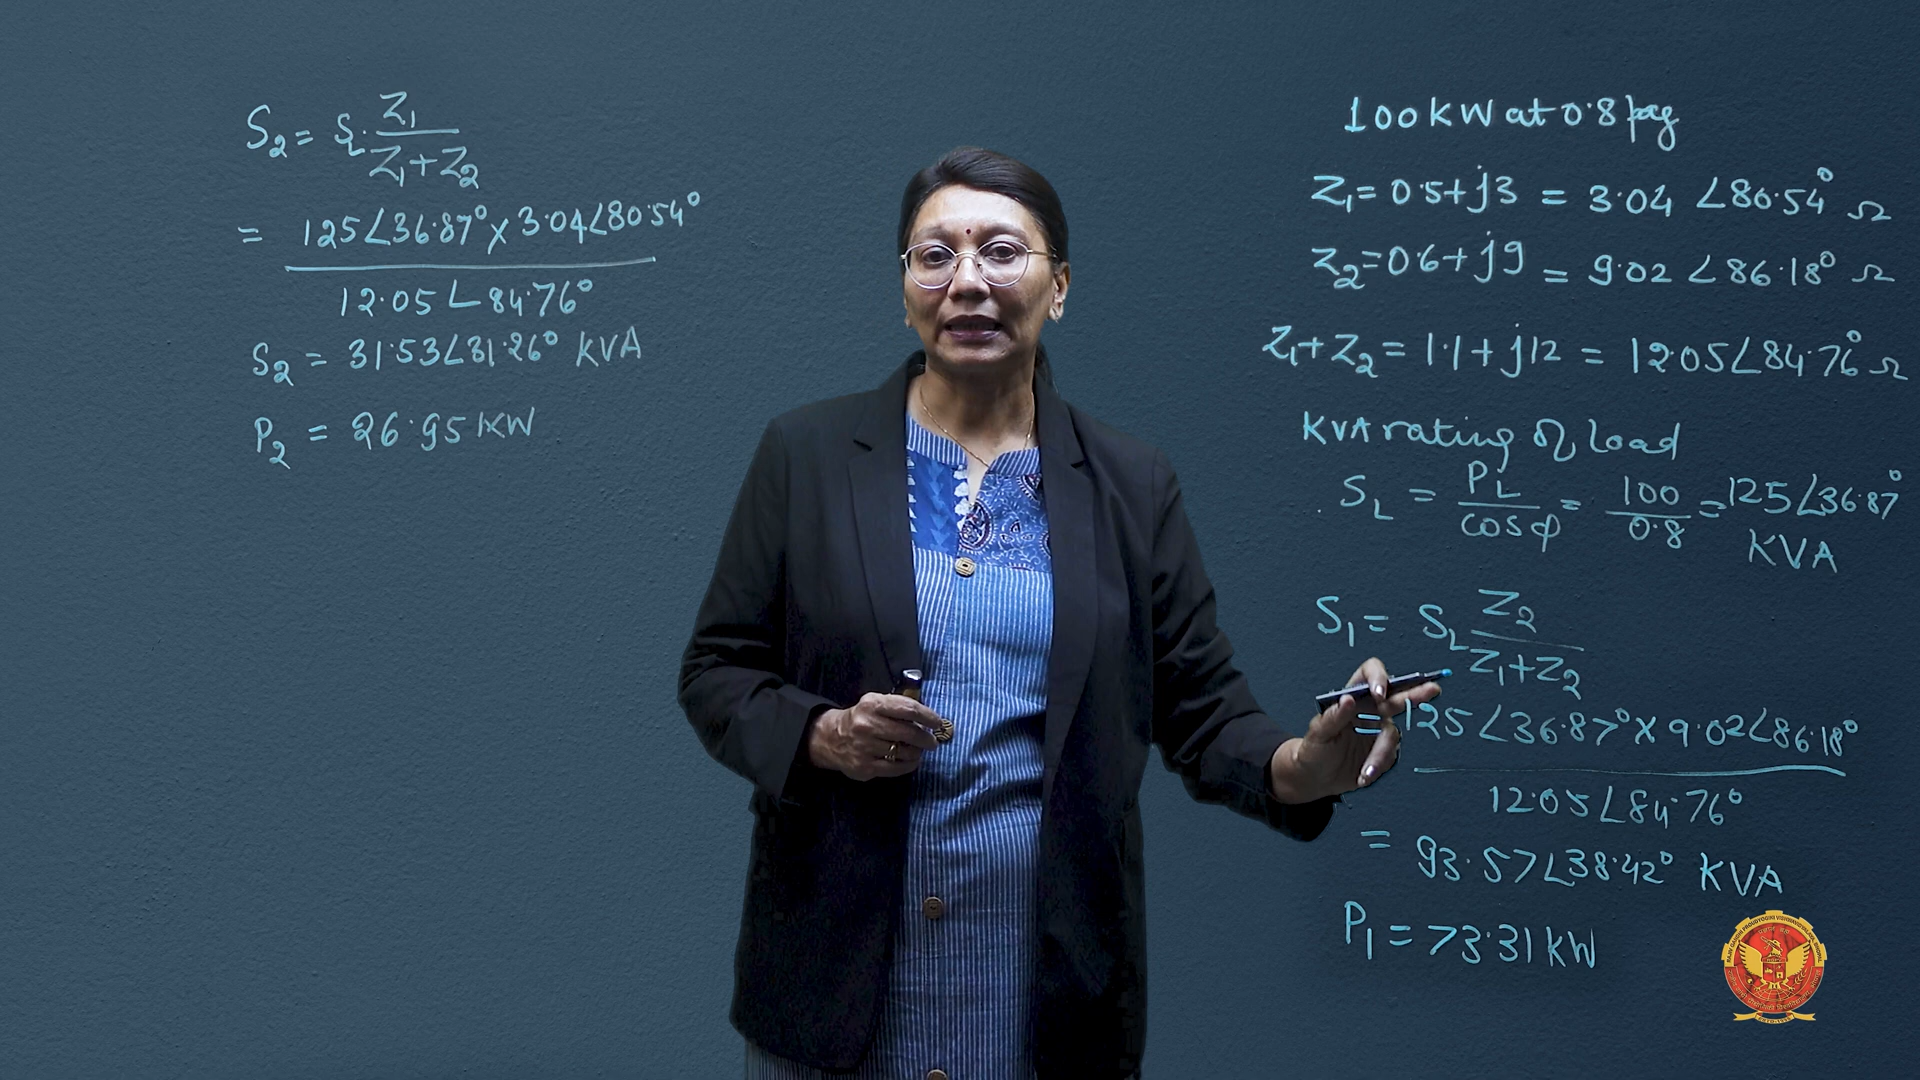 S₂ = S_L · Z₁ / (Z₁+Z₂)
= 125∠36.87° × 3.04∠80.54°
12.05∠84.76°
S₂ = 31.53∠31.26° KVA
P₂ = 26.95 KW
100KW at 0.8 pag
Z₁ = 0.5+j3 = 3.04 ∠80.54° Ω
Z₂ = 0.6+j9 = 9.02 ∠86.18° Ω
Z₁+Z₂ = 1.1+j12 = 12.05∠84.76° Ω
KVA rating of load
S_L = P_L / cosφ = 100 / 0.8 = 125∠36.87°
KVA
S₁ = S_L Z₂ / (Z₁+Z₂)
= 125∠36.87° × 9.02∠86.18°
12.05∠84.76°
= 93.57∠38.42° KVA
P₁ = 73.31 KW